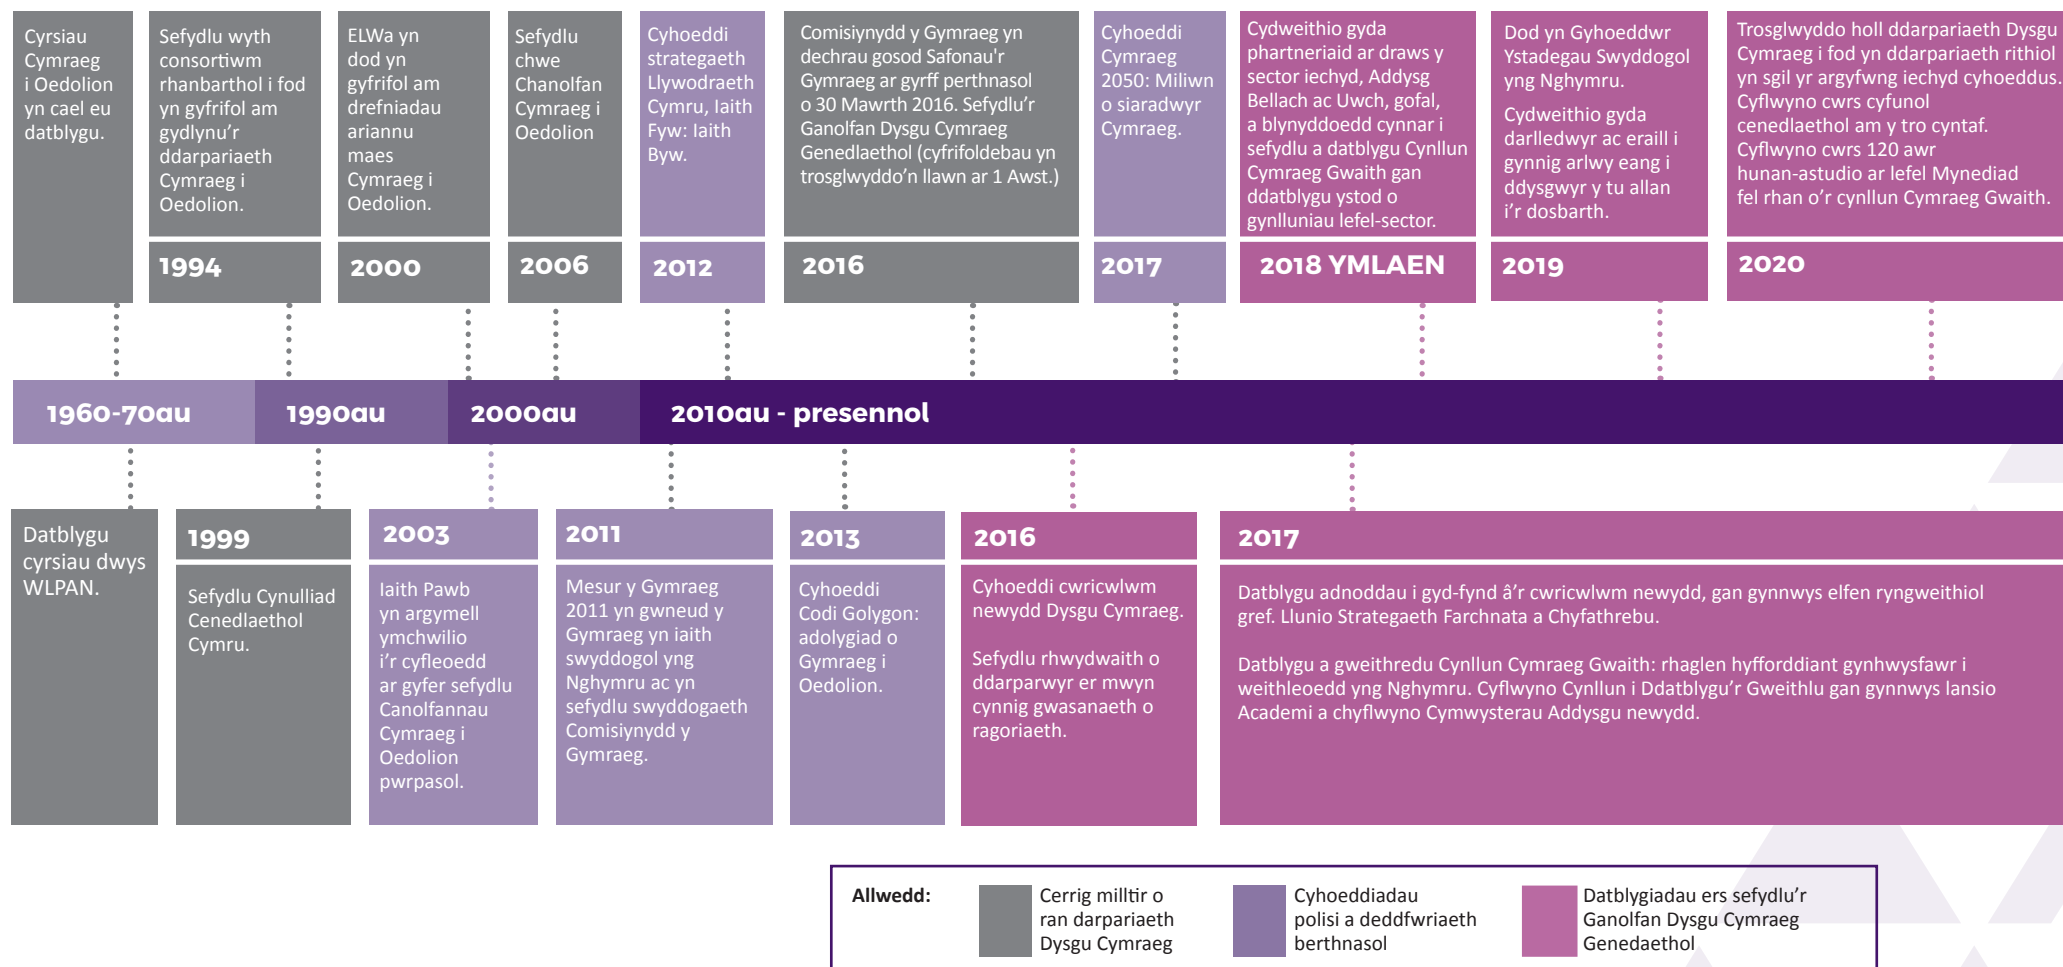 Cyrsiau
Cymraeg
i Oedolion
yn cael eu
datblygu.
Sefydlu wyth
consortiwm
rhanbarthol i fod
yn gyfrifol am
gydlynu'r
ddarpariaeth
Cymraeg i
Oedolion.
1994
ELWa yn
dod yn
gyfrifol am
drefniadau
ariannu
maes
Cymraeg i
Oedolion.
2000
Sefydlu
chwe
Chanolfan
Cymraeg i
Oedolion
2006
Cyhoeddi
strategaeth
Llywodraeth
Cymru, Iaith
Fyw: Iaith
Byw.
2012
Comisiynydd y Gymraeg yn
dechrau gosod Safonau'r
Gymraeg ar gyrff perthnasol
o 30 Mawrth 2016. Sefydlu’r
Ganolfan Dysgu Cymraeg
Genedlaethol (cyfrifoldebau yn
trosglwyddo’n llawn ar 1 Awst.)
2016
Cyhoeddi
Cymraeg
2050: Miliwn
o siaradwyr
Cymraeg.
2017
Cydweithio gyda
phartneriaid ar draws y
sector iechyd, Addysg
Bellach ac Uwch, gofal,
a blynyddoedd cynnar i
sefydlu a datblygu Cynllun
Cymraeg Gwaith gan
ddatblygu ystod o
gynlluniau lefel-sector.
2018 YMLAEN
Dod yn Gyhoeddwr
Ystadegau Swyddogol
yng Nghymru.
Cydweithio gyda
darlledwyr ac eraill i
gynnig arlwy eang i
ddysgwyr y tu allan
i’r dosbarth.
2019
Trosglwyddo holl ddarpariaeth Dysgu
Cymraeg i fod yn ddarpariaeth rithiol
yn sgil yr argyfwng iechyd cyhoeddus.
Cyflwyno cwrs cyfunol
cenedlaethol am y tro cyntaf.
Cyflwyno cwrs 120 awr
hunan-astudio ar lefel Mynediad
fel rhan o’r cynllun Cymraeg Gwaith.
2020
1960-70au
1990au
2000au
2010au - presennol
Datblygu
cyrsiau dwys
WLPAN.
1999
Sefydlu Cynulliad
Cenedlaethol
Cymru.
2003
Iaith Pawb
yn argymell
ymchwilio
i’r cyfleoedd
ar gyfer sefydlu
Canolfannau
Cymraeg i
Oedolion
pwrpasol.
2011
Mesur y Gymraeg
2011 yn gwneud y
Gymraeg yn iaith
swyddogol yng
Nghymru ac yn
sefydlu swyddogaeth
Comisiynydd y
Gymraeg.
2013
Cyhoeddi
Codi Golygon:
adolygiad o
Gymraeg i
Oedolion.
2016
Cyhoeddi cwricwlwm
newydd Dysgu Cymraeg.
Sefydlu rhwydwaith o
ddarparwyr er mwyn
cynnig gwasanaeth o
ragoriaeth.
2017
Datblygu adnoddau i gyd-fynd â’r cwricwlwm newydd, gan gynnwys elfen ryngweithiol
gref. Llunio Strategaeth Farchnata a Chyfathrebu.
Datblygu a gweithredu Cynllun Cymraeg Gwaith: rhaglen hyfforddiant gynhwysfawr i
weithleoedd yng Nghymru. Cyflwyno Cynllun i Ddatblygu’r Gweithlu gan gynnwys lansio
Academi a chyflwyno Cymwysterau Addysgu newydd.
Allwedd:
Cerrig milltir o
ran darpariaeth
Dysgu Cymraeg
Cyhoeddiadau
polisi a deddfwriaeth
berthnasol
Datblygiadau ers sefydlu’r
Ganolfan Dysgu Cymraeg
Genedaethol